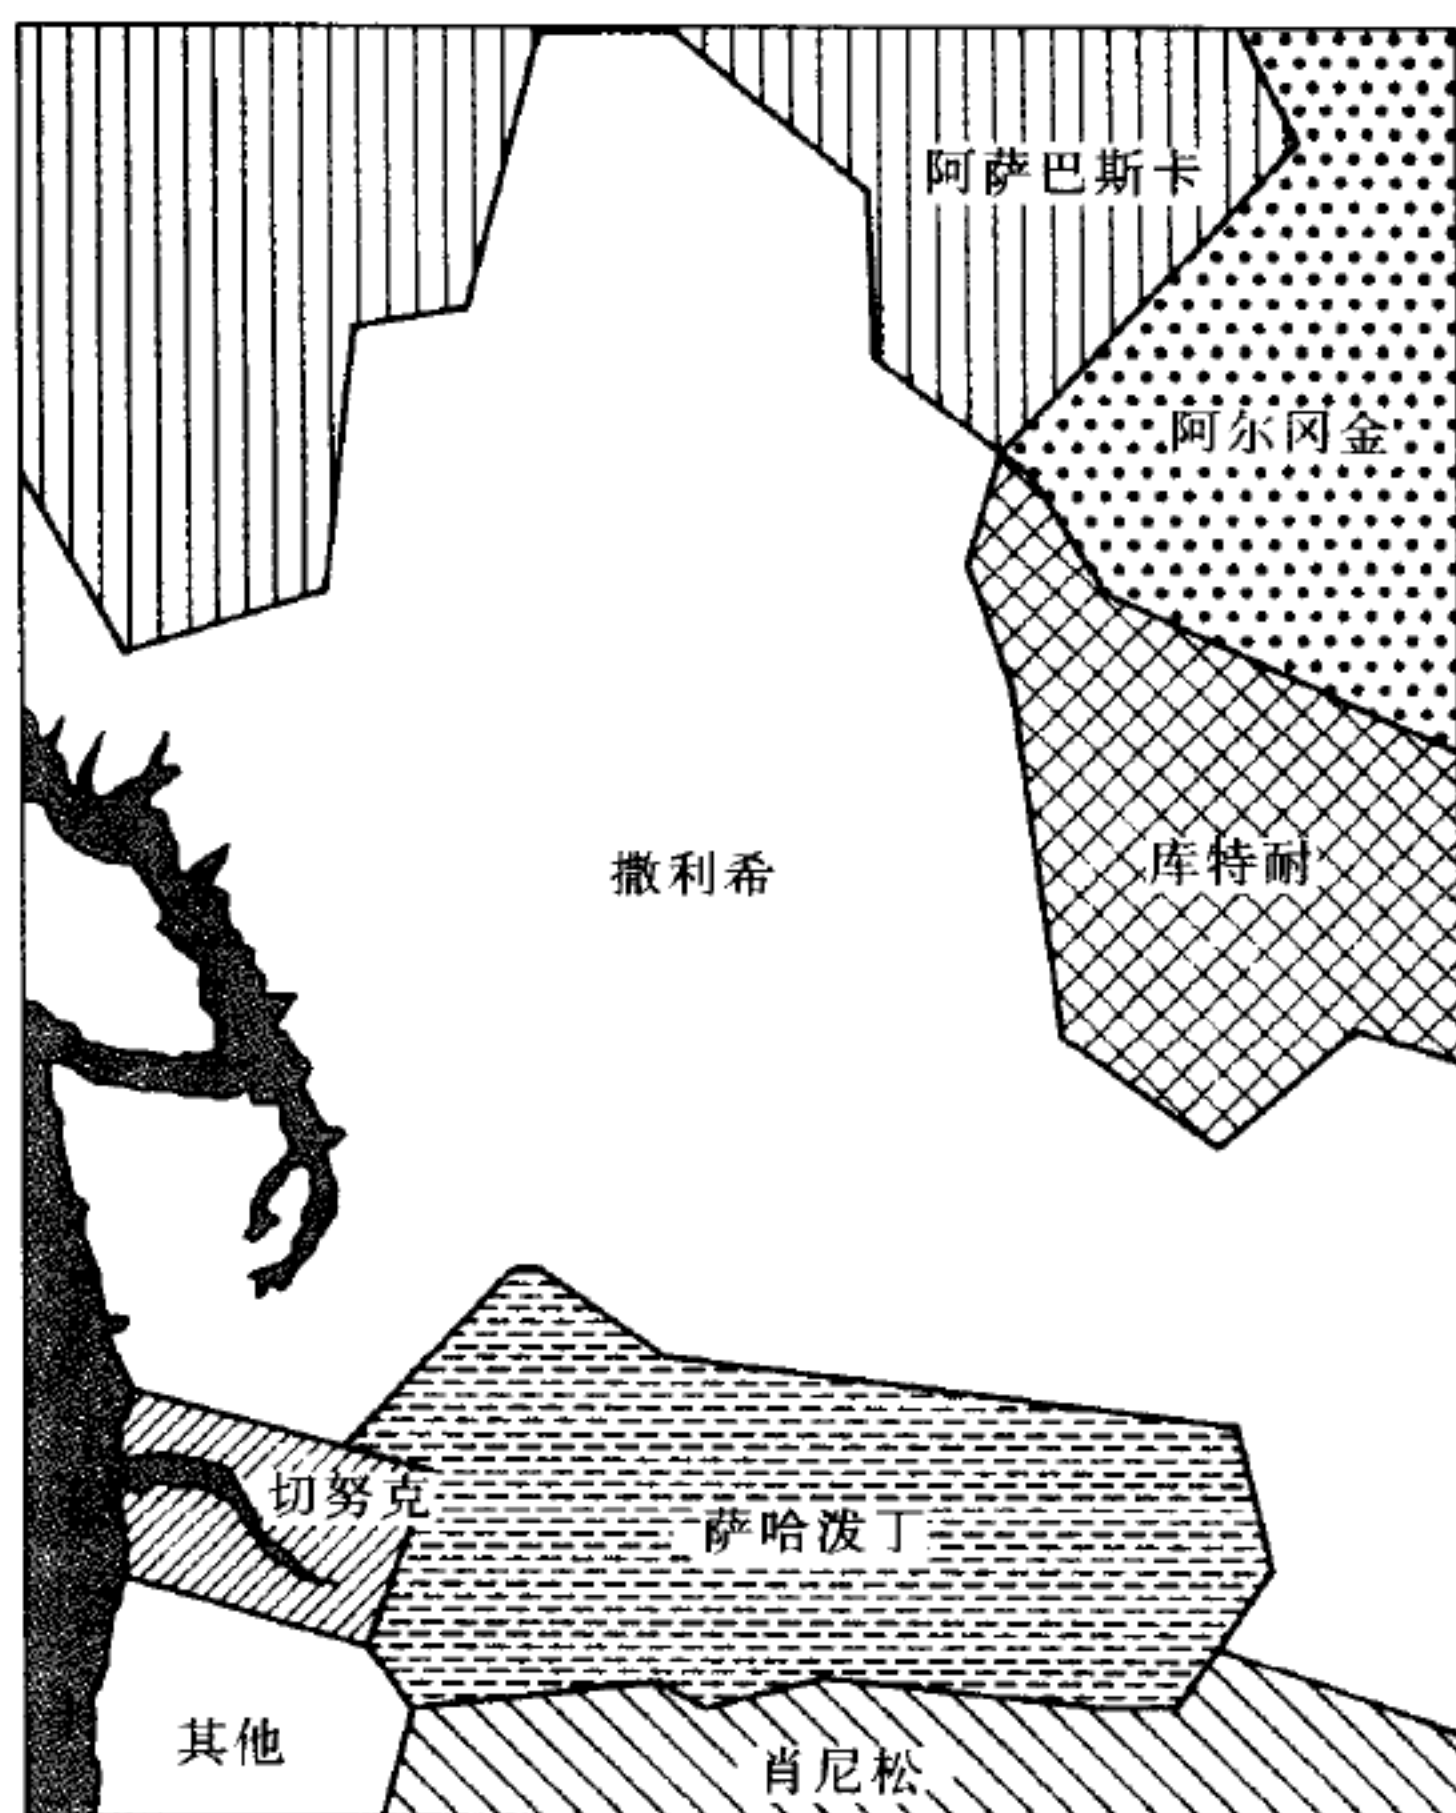 阿萨巴斯卡
阿尔冈金
库特耐
撒利希
切努克
萨哈泼丁
其他
肖尼松